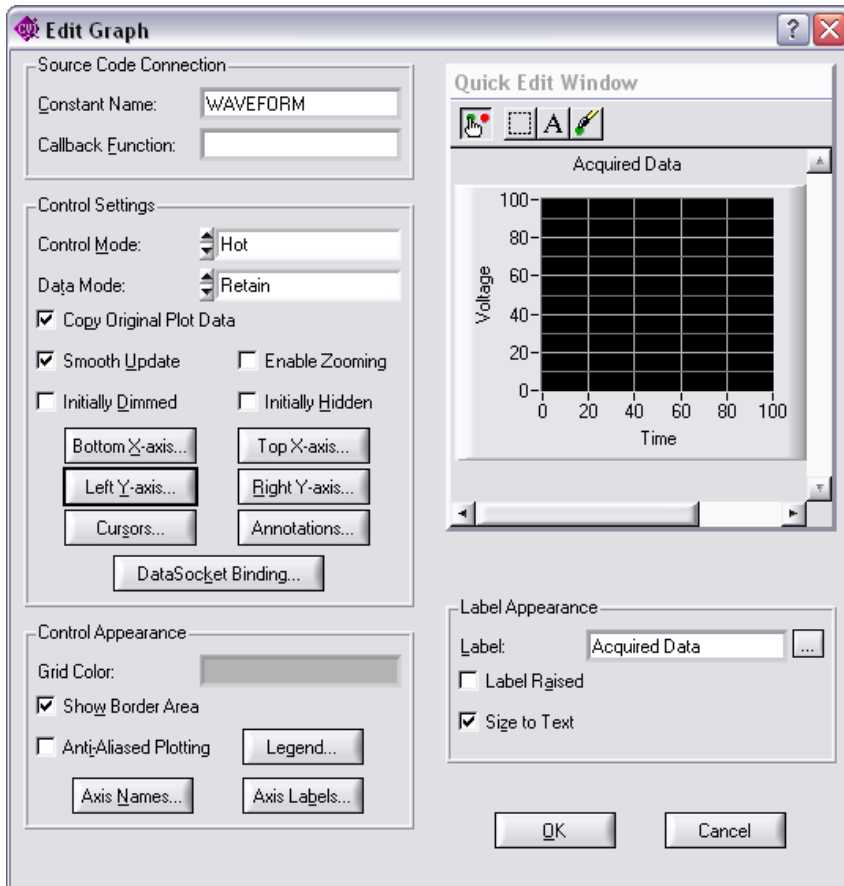 CVI Edit Graph
Source Code Connection
Constant Name: WAVEFORM
Callback Function:
Control Settings
Control Mode: Hot
Data Mode: Retain
Copy Original Plot Data
Smooth Update Enable Zooming
Initially Dimmed Initially Hidden
Bottom X-axis... Top X-axis...
Left Y-axis... Right Y-axis...
Cursors... Annotations...
DataSocket Binding...
Control Appearance
Grid Color:
Show Border Area
Anti-Aliased Plotting Legend...
Axis Names... Axis Labels...
Quick Edit Window
A
Acquired Data
100
80
60
40
20
0
Voltage
0 20 40 60 80 100
Time
Label Appearance
Label: Acquired Data ...
Label Raised
Size to Text
OK Cancel